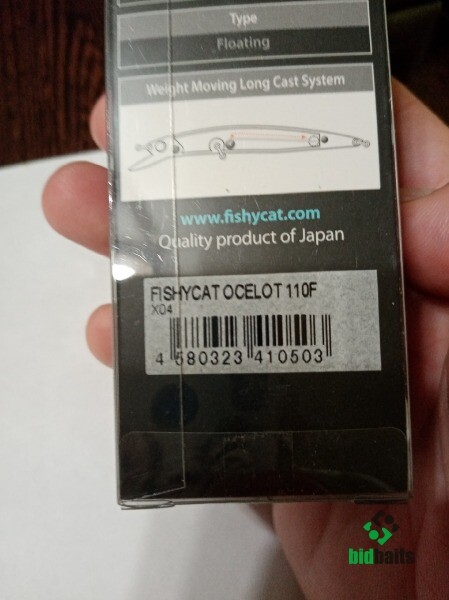 Type
Floating
Weight Moving Long Cast System
www.fishycat.com
Quality product of Japan
FISHYCAT OCELOT 110F
X04
4 580323 410503
bidbaits